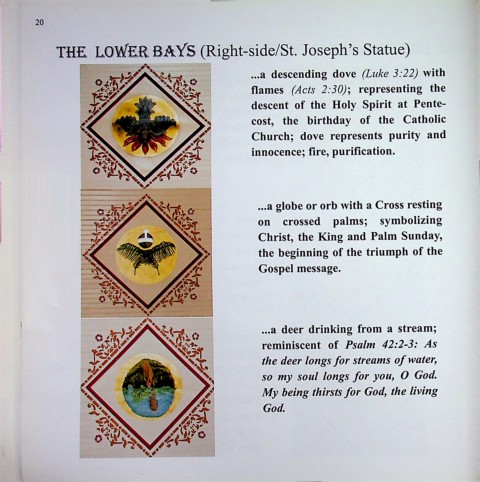 20
THE LOWER BAYS (Right-side/St. Joseph's Statue)
...a descending dove (Luke 3:22) with
flames (Acts 2:30); representing the
descent of the Holy Spirit at Pente-
cost, the birthday of the Catholic
Church; dove represents purity and
innocence; fire, purification.
...a globe or orb with a Cross resting
on crossed palms; symbolizing
Christ, the King and Palm Sunday,
the beginning of the triumph of the
Gospel message.
...a deer drinking from a stream;
reminiscent of Psalm 42:2-3: As
the deer longs for streams of water,
so my soul longs for you, O God.
My being thirsts for God, the living
God.